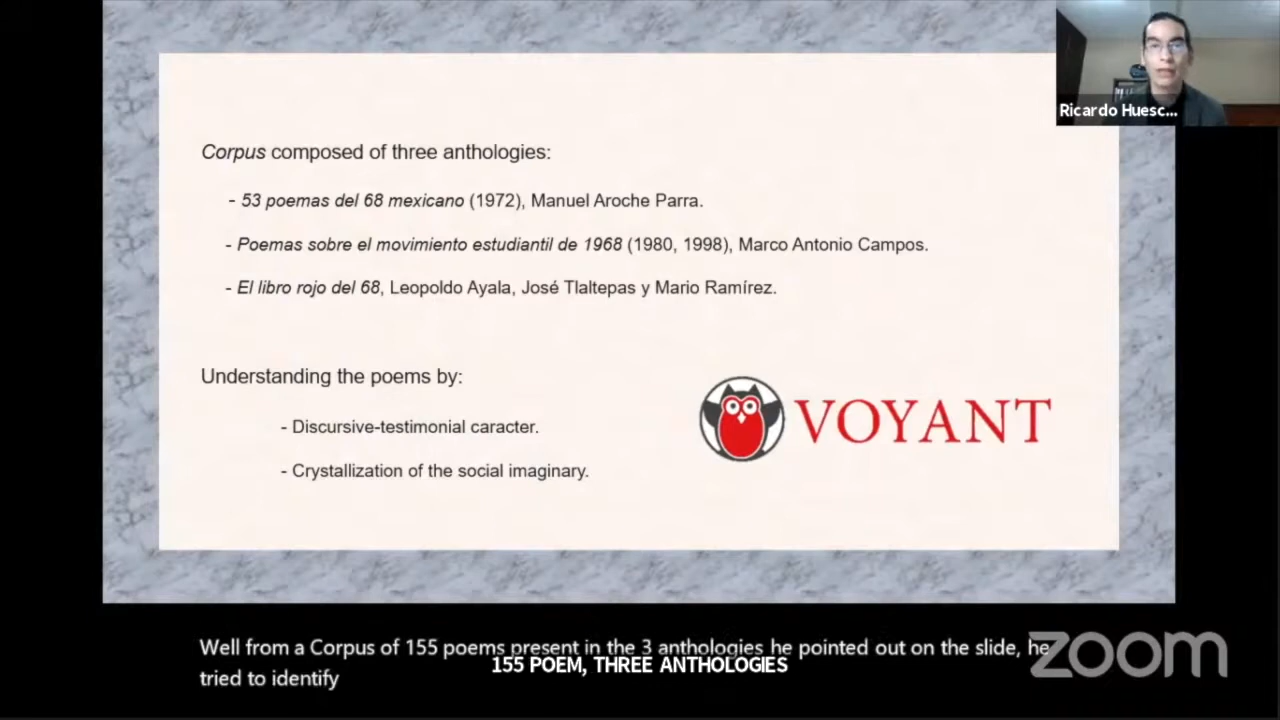 Ricardo Huesc...
Corpus composed of three anthologies:
- 53 poemas del 68 mexicano (1972), Manuel Aroche Parra.
- Poemas sobre el movimiento estudiantil de 1968 (1980, 1998), Marco Antonio Campos.
- El libro rojo del 68, Leopoldo Ayala, José Tlaltepas y Mario Ramírez.
Understanding the poems by:
- Discursive-testimonial caracter.
- Crystallization of the social imaginary.
VOYANT
Well from a Corpus of 155 poems present in the 3 anthologies he pointed out on the slide, he
tried to identify
155 POEM, THREE ANTHOLOGIES
zoom